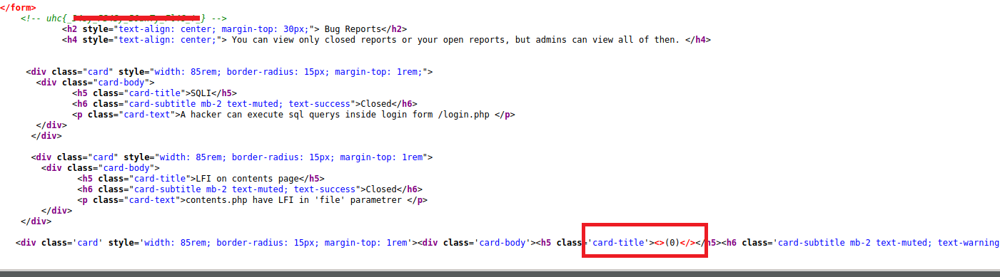 </form>
<!-- uhc{_ _} -->
<h2 style="text-align: center; margin-top: 30px;"> Bug Reports</h2>
<h4 style="text-align: center;"> You can view only closed reports or your open reports, but admins can view all of then. </h4>
<div class="card" style="width: 85rem; border-radius: 15px; margin-top: 1rem;">
<div class="card-body">
<h5 class="card-title">SQLI</h5>
<h6 class="card-subtitle mb-2 text-muted; text-success">Closed</h6>
<p class="card-text">A hacker can execute sql querys inside login form /login.php </p>
</div>
</div>
<div class="card" style="width: 85rem; border-radius: 15px; margin-top: 1rem">
<div class="card-body">
<h5 class="card-title">LFI on contents page</h5>
<h6 class="card-subtitle mb-2 text-muted; text-success">Closed</h6>
<p class="card-text">contents.php have LFI in 'file' parametrer </p>
</div>
</div>
<div class='card' style='width: 85rem; border-radius: 15px; margin-top: 1rem'><div class='card-body'><h5 class='card-title'><>(0)</></h5><h6 class='card-subtitle mb-2 text-muted; text-warning